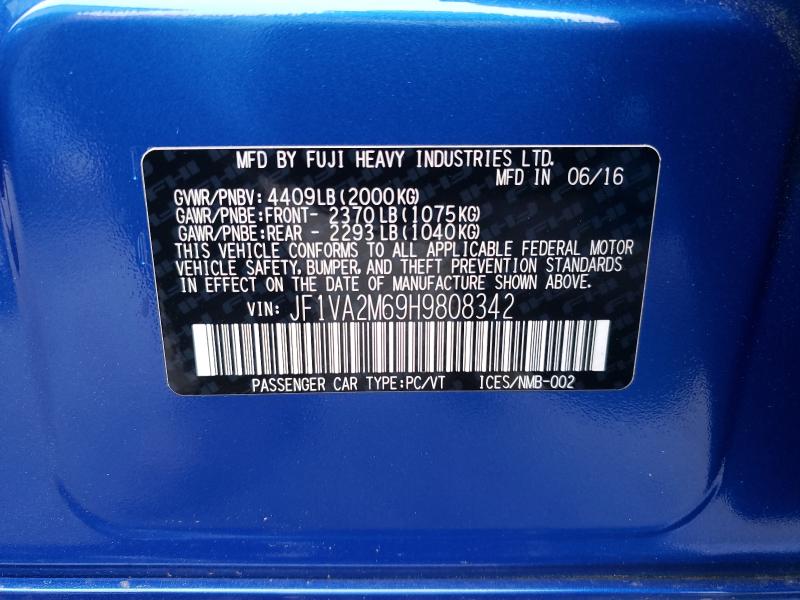 MFD BY FUJI HEAVY INDUSTRIES LTD.
MFD IN 06/16
GVWR/PNBV: 4409LB(2000KG)
GAWR/PNBE:FRONT- 2370LB(1075KG)
GAWR/PNBE:REAR - 2293LB(1040KG)
THIS VEHICLE CONFORMS TO ALL APPLICABLE FEDERAL MOTOR
VEHICLE SAFETY, BUMPER, AND THEFT PREVENTION STANDARDS
IN EFFECT ON THE DATE OF MANUFACTURE SHOWN ABOVE.
VIN: JF1VA2M69H9808342
PASSENGER CAR TYPE:PC/VT ICES/NMB-002